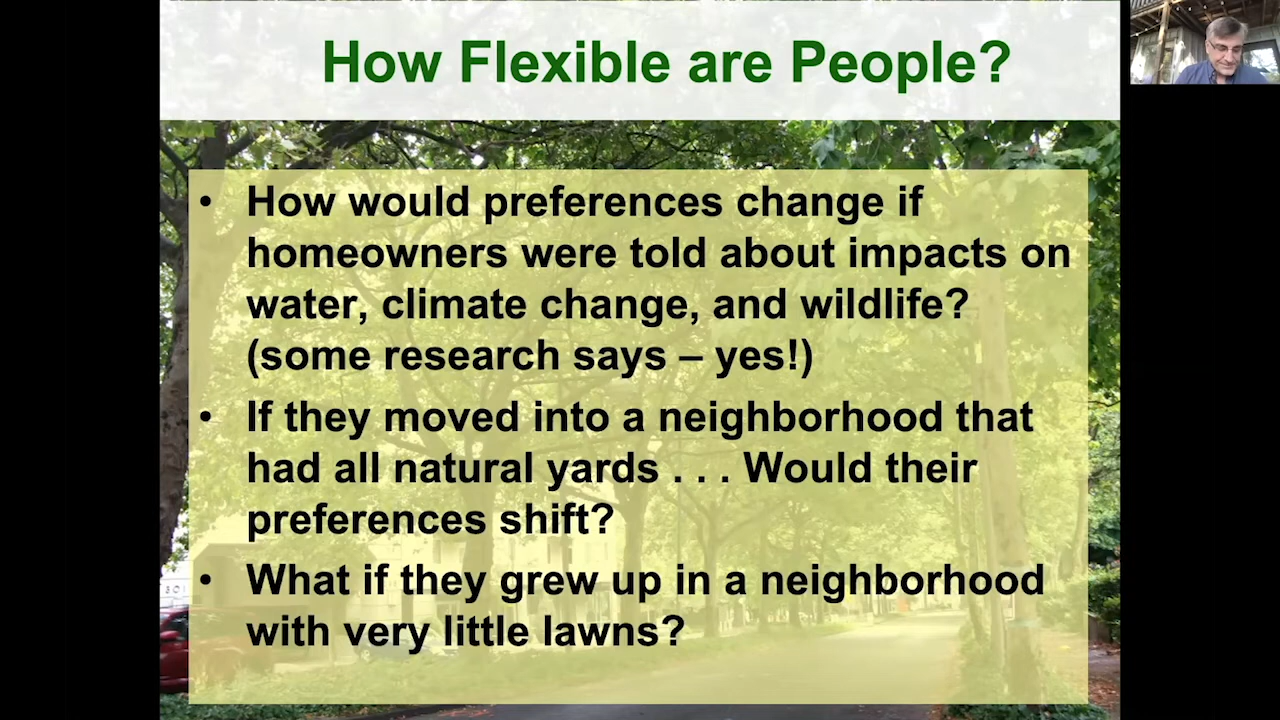 How Flexible are People?
• How would preferences change if
homeowners were told about impacts on
water, climate change, and wildlife?
(some research says – yes!)
• If they moved into a neighborhood that
had all natural yards . . . Would their
preferences shift?
• What if they grew up in a neighborhood
with very little lawns?